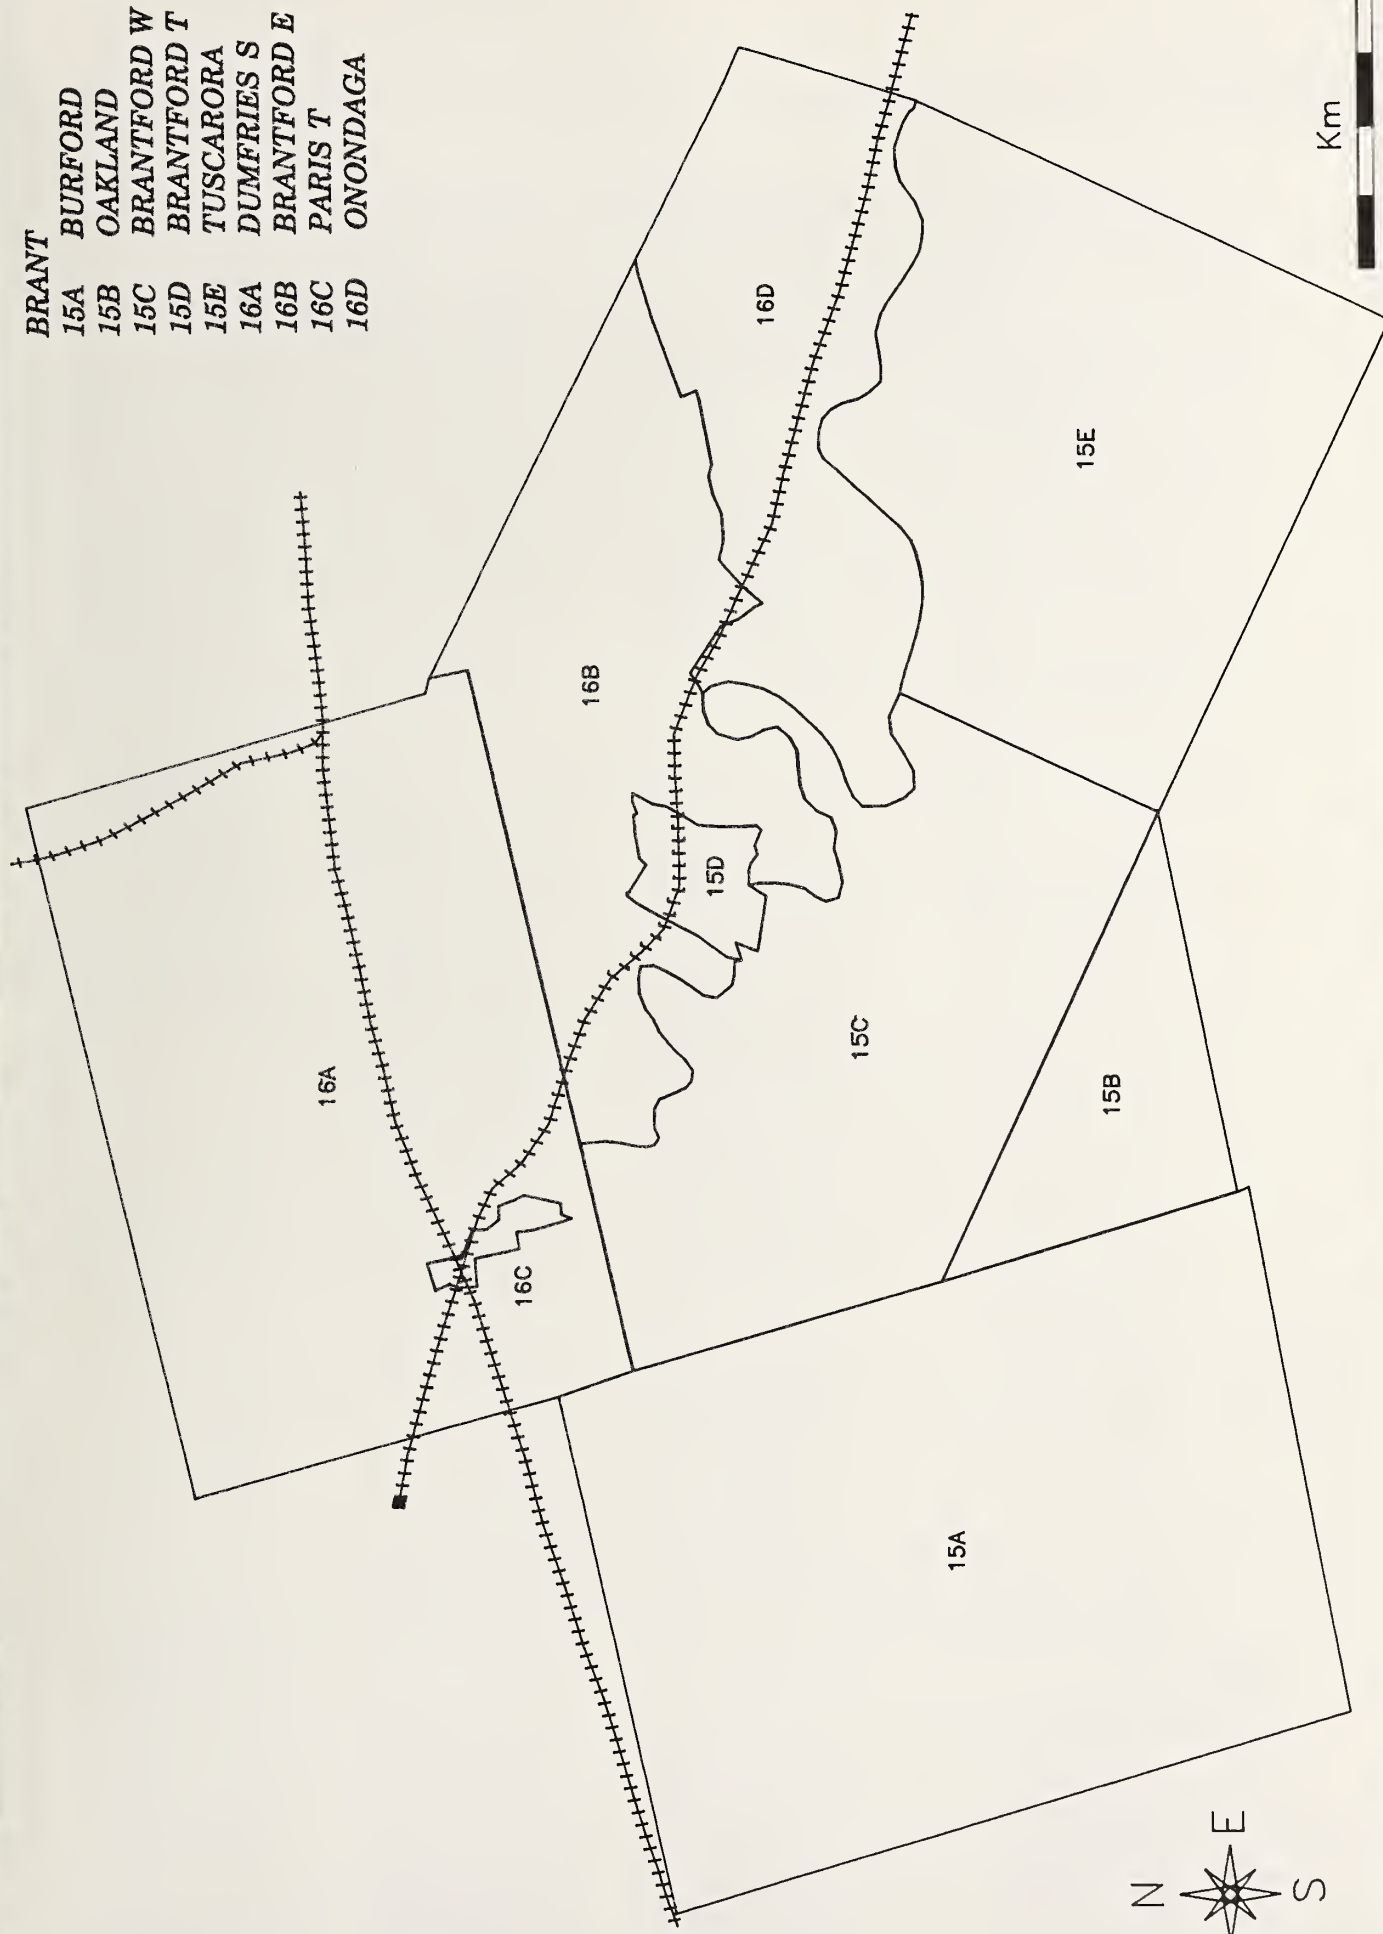 BRANT
15A BURFORD
15B OAKLAND
15C BRANTFORD W
15D BRANTFORD T
15E TUSCARORA
16A DUMFRIES S
16B BRANTFORD E
16C PARIS T
16D ONONDAGA
16A
16C
16B
16D
15D
15C
15E
15B
15A
N
E
S
Km